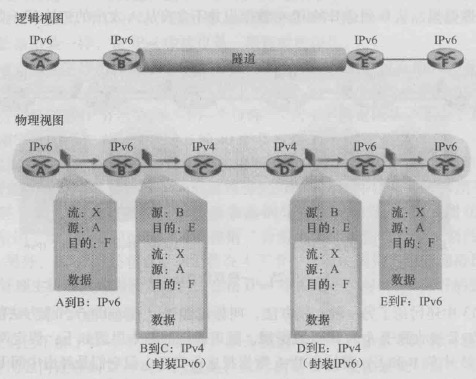 逻辑视图
IPv6 IPv6 IPv6 IPv6
A B 隧道 E F
物理视图
IPv6 IPv6 IPv4 IPv4 IPv6 IPv6
A B C D E F
流：X 源：B 源：B 流：X
源：A 目的：E 目的：E 源：A
目的：F 流：X 流：X 目的：F
源：A 源：A
数据 目的：F 目的：F 数据
A到B：IPv6 数据 数据 E到F：IPv6
B到C：IPv4 D到E：IPv4
（封装IPv6） （封装IPv6）